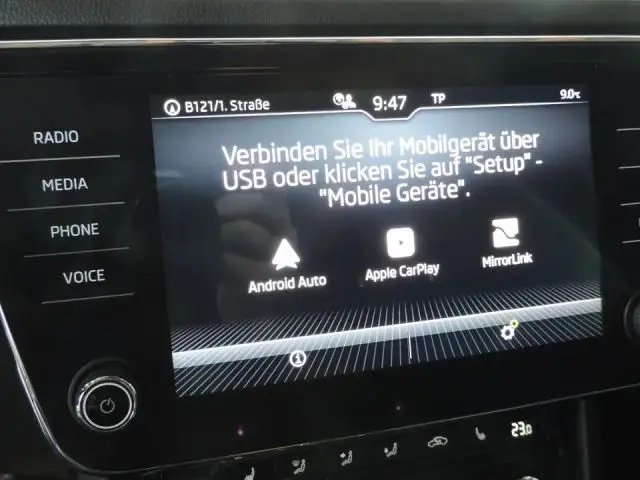 B121/1. Straße
9:47
TP
9.0°C
RADIO
MEDIA
PHONE
VOICE
Verbinden Sie Ihr Mobilgerät über
USB oder klicken Sie auf "Setup" -
"Mobile Geräte".
Android Auto
Apple CarPlay
MirrorLink
23.0